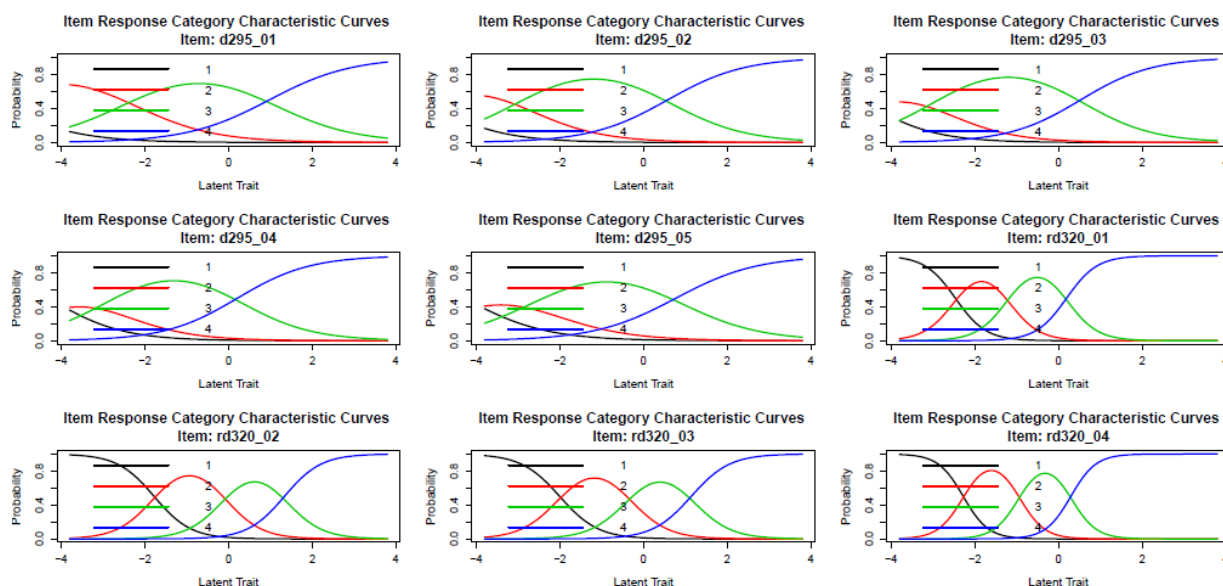 Item Response Category Characteristic Curves
Item: d295_01
Probability
0.0 0.4 0.8
1
2
3
4
−4 −2 0 2 4
Latent Trait
Item Response Category Characteristic Curves
Item: d295_02
Probability
0.0 0.4 0.8
1
2
3
4
−4 −2 0 2 4
Latent Trait
Item Response Category Characteristic Curves
Item: d295_03
Probability
0.0 0.4 0.8
1
2
3
4
−4 −2 0 2 4
Latent Trait
Item Response Category Characteristic Curves
Item: d295_04
Probability
0.0 0.4 0.8
1
2
3
4
−4 −2 0 2 4
Latent Trait
Item Response Category Characteristic Curves
Item: d295_05
Probability
0.0 0.4 0.8
1
2
3
4
−4 −2 0 2 4
Latent Trait
Item Response Category Characteristic Curves
Item: rd320_01
Probability
0.0 0.4 0.8
1
2
3
4
−4 −2 0 2 4
Latent Trait
Item Response Category Characteristic Curves
Item: rd320_02
Probability
0.0 0.4 0.8
1
2
3
4
−4 −2 0 2 4
Latent Trait
Item Response Category Characteristic Curves
Item: rd320_03
Probability
0.0 0.4 0.8
1
2
3
4
−4 −2 0 2 4
Latent Trait
Item Response Category Characteristic Curves
Item: rd320_04
Probability
0.0 0.4 0.8
1
2
3
4
−4 −2 0 2 4
Latent Trait